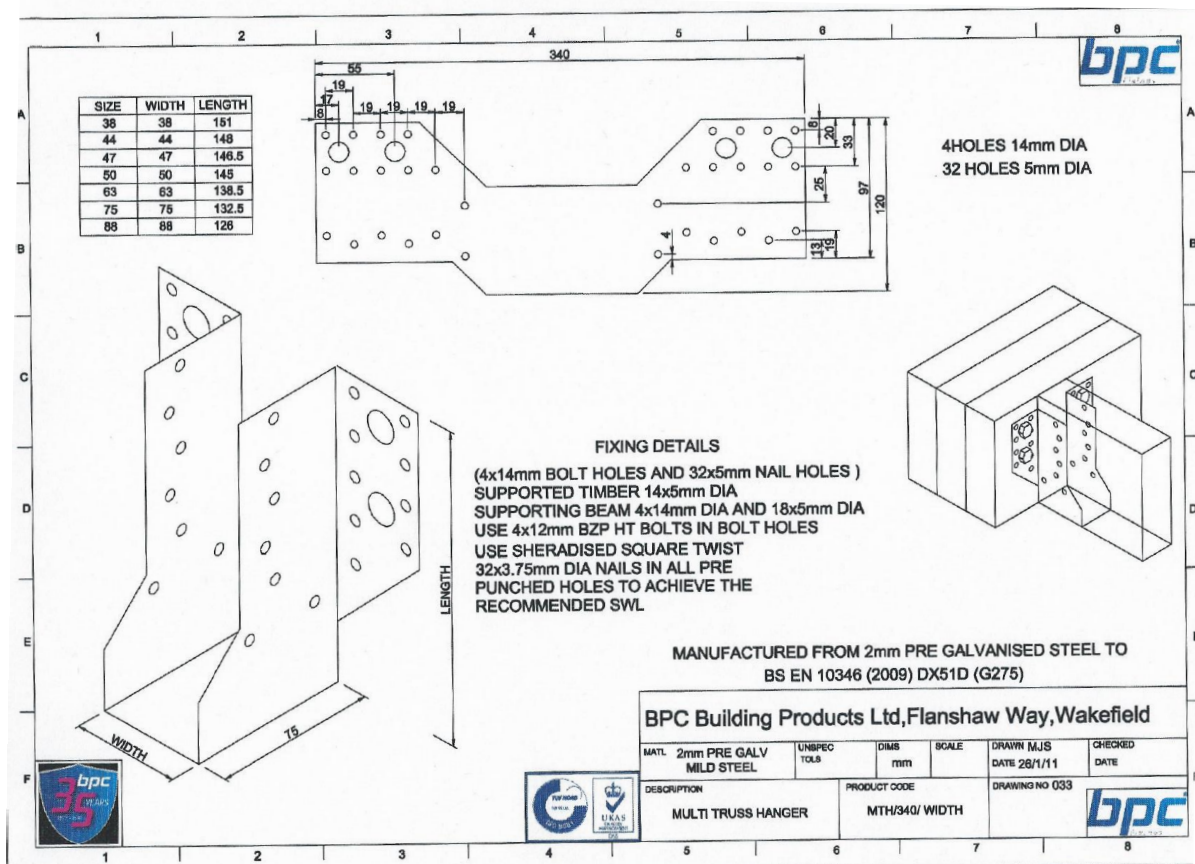 1 2 3 4 5 6 7 8
A
B
C
D
E
F
A
B
C
D
bpc
SIZE WIDTH LENGTH
38 38 151
44 44 148
47 47 146.5
50 50 145
63 63 138.5
75 75 132.5
88 88 126
340
55
19
17
8
19 19 19 19
8
20
33
25
97
120
4
13
19
4HOLES 14mm DIA
32 HOLES 5mm DIA
LENGTH
WIDTH
75
FIXING DETAILS
(4x14mm BOLT HOLES AND 32x5mm NAIL HOLES )
SUPPORTED TIMBER 14x5mm DIA
SUPPORTING BEAM 4x14mm DIA AND 18x5mm DIA
USE 4x12mm BZP HT BOLTS IN BOLT HOLES
USE SHERADISED SQUARE TWIST
32x3.75mm DIA NAILS IN ALL PRE
PUNCHED HOLES TO ACHIEVE THE
RECOMMENDED SWL
MANUFACTURED FROM 2mm PRE GALVANISED STEEL TO
BS EN 10346 (2009) DX51D (G275)
BPC Building Products Ltd,Flanshaw Way,Wakefield
MATL 2mm PRE GALV
MILD STEEL
UNSPEC
TOLS
DIMS
mm
SCALE
DRAWN MJS
DATE 26/1/11
CHECKED
DATE
DESCRIPTION
MULTI TRUSS HANGER
PRODUCT CODE
MTH/340/ WIDTH
DRAWING NO 033
bpc
bpc
35
YEARS
UKAS
1 2 3 4 5 6 7 8